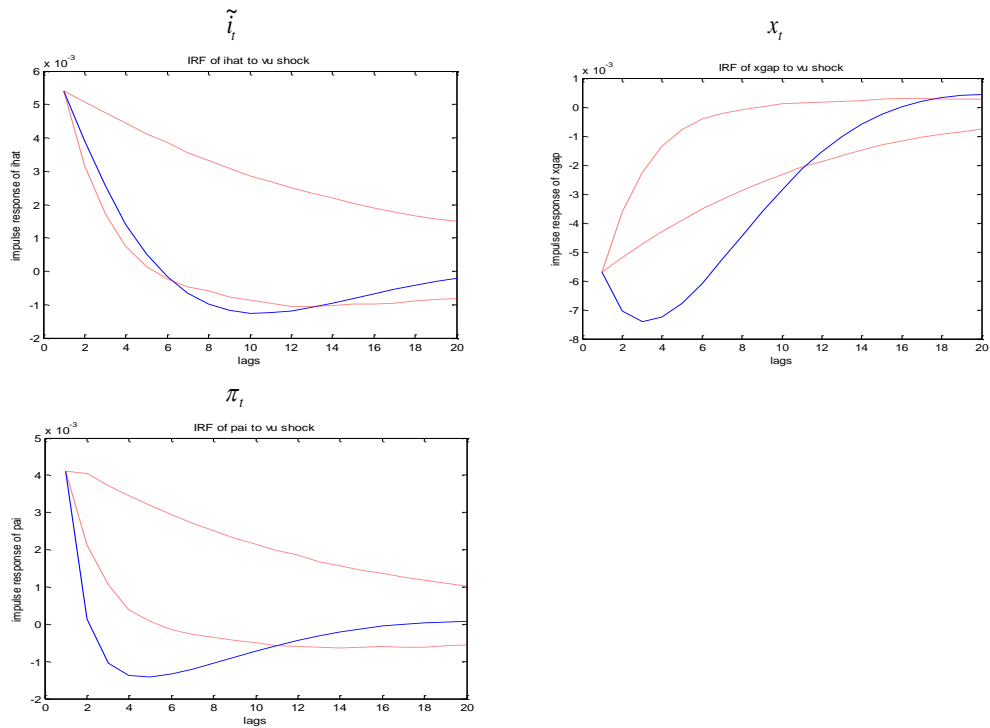 ĩₜ
x 10⁻³
IRF of ihat to vu shock
impulse response of ihat
6
5
4
3
2
1
0
-1
-2
0 2 4 6 8 10 12 14 16 18 20
lags
xₜ
x 10⁻³
IRF of xgap to vu shock
impulse response of xgap
1
0
-1
-2
-3
-4
-5
-6
-7
-8
0 2 4 6 8 10 12 14 16 18 20
lags
πₜ
x 10⁻³
IRF of pai to vu shock
impulse response of pai
5
4
3
2
1
0
-1
-2
0 2 4 6 8 10 12 14 16 18 20
lags